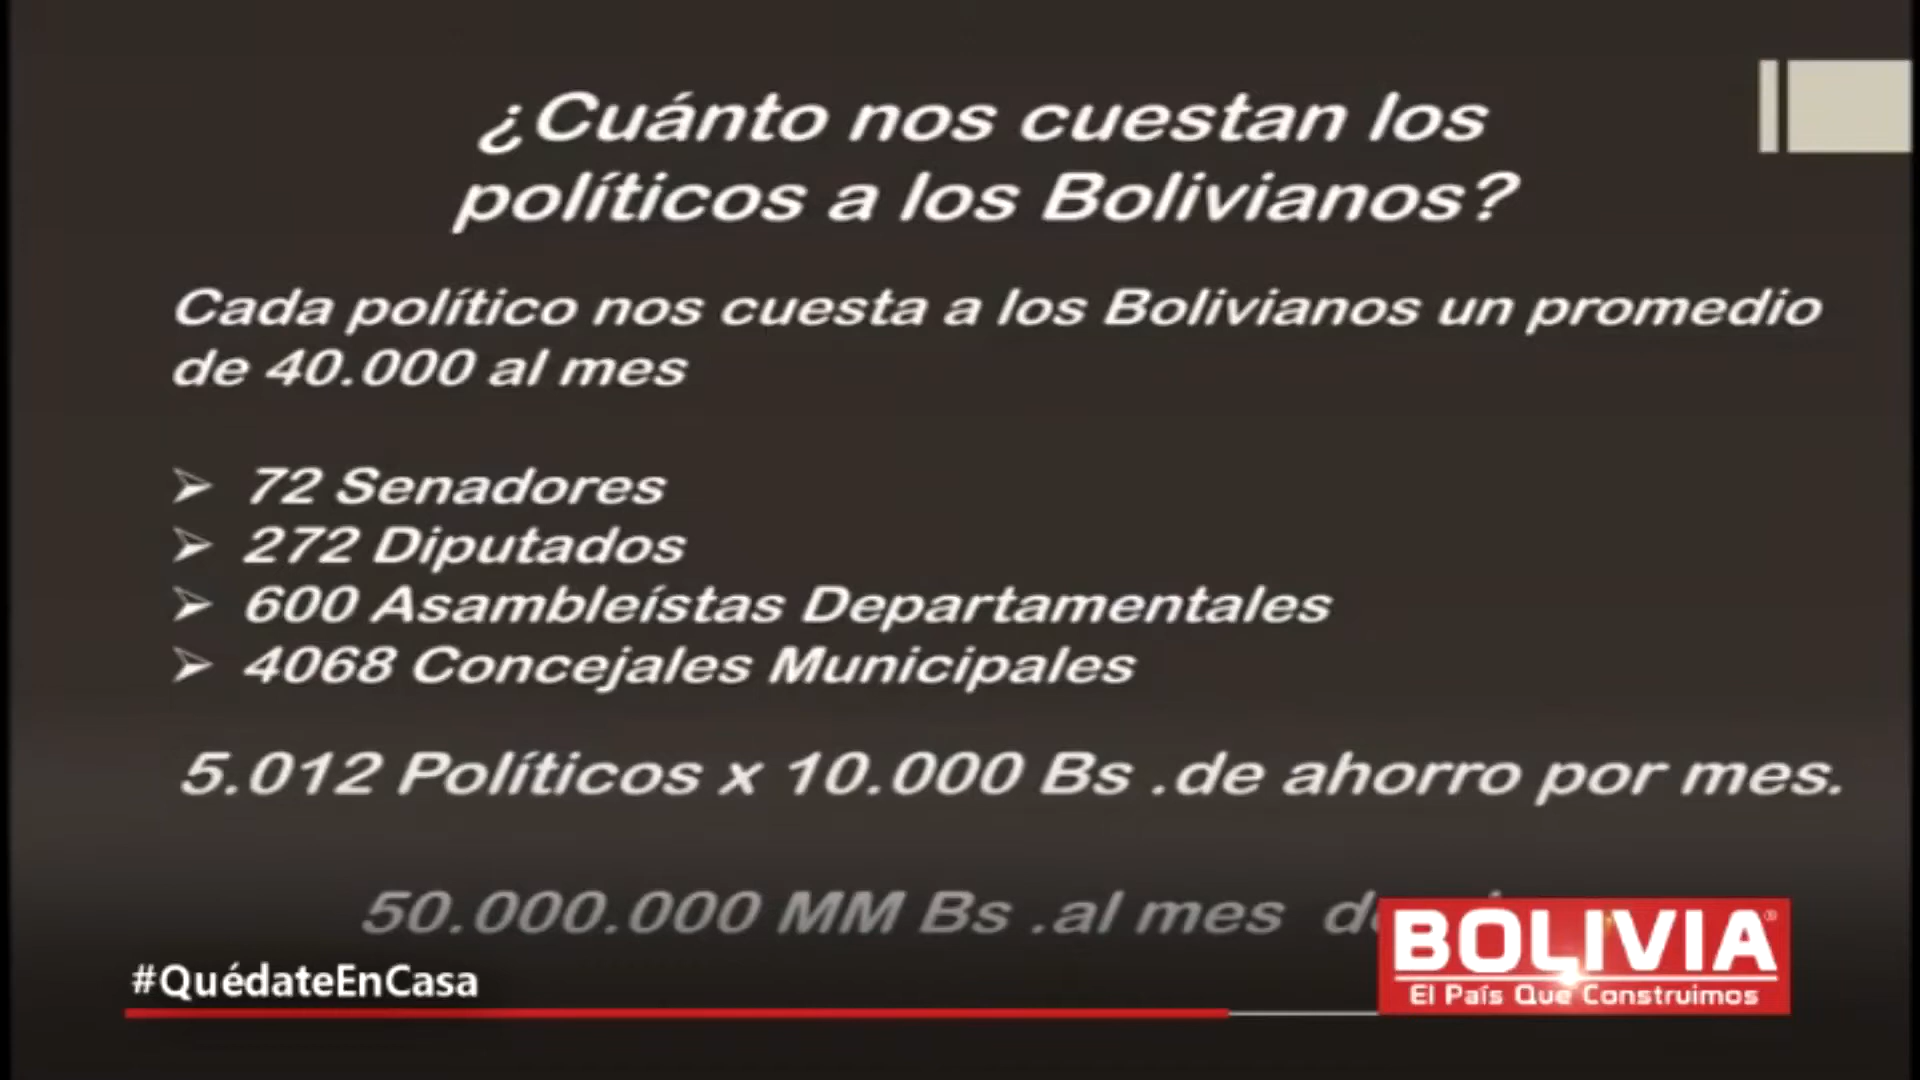 ¿Cuánto nos cuestan los
políticos a los Bolivianos?
Cada político nos cuesta a los Bolivianos un promedio
de 40.000 al mes
➢ 72 Senadores
➢ 272 Diputados
➢ 600 Asambleístas Departamentales
➢ 4068 Concejales Municipales
5.012 Políticos x 10.000 Bs .de ahorro por mes.
50.000.000 MM Bs .al mes
#QuédateEnCasa
BOLIVIA®
El País Que Construimos